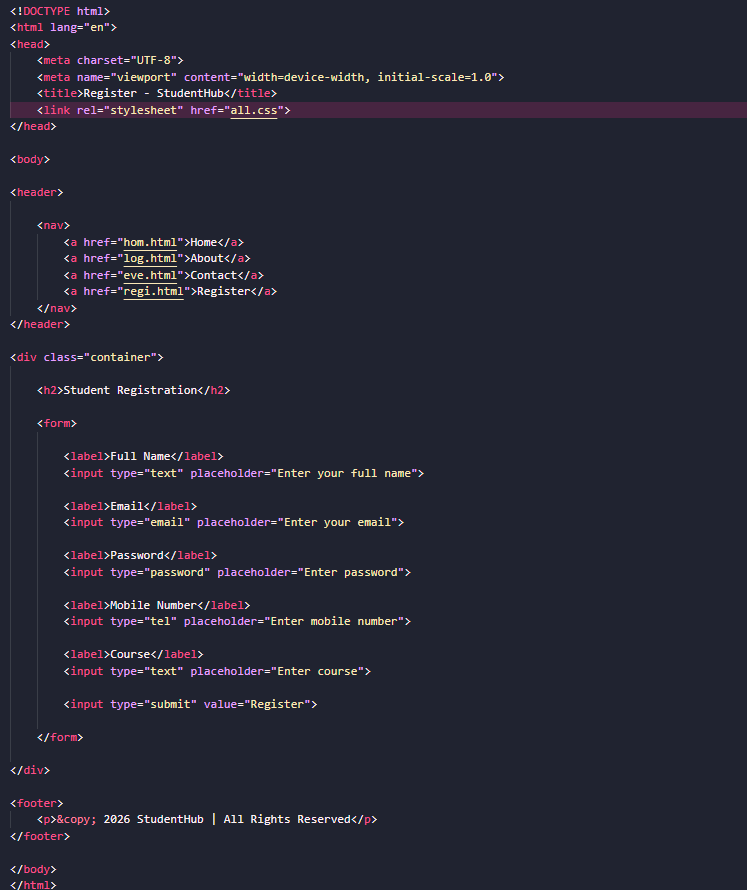 <!DOCTYPE html>
<html lang="en">
<head>
    <meta charset="UTF-8">
    <meta name="viewport" content="width=device-width, initial-scale=1.0">
    <title>Register - StudentHub</title>
    <link rel="stylesheet" href="all.css">
</head>

<body>

<header>

    <nav>
        <a href="hom.html">Home</a>
        <a href="log.html">About</a>
        <a href="eve.html">Contact</a>
        <a href="regi.html">Register</a>
    </nav>
</header>

<div class="container">

    <h2>Student Registration</h2>

    <form>

        <label>Full Name</label>
        <input type="text" placeholder="Enter your full name">

        <label>Email</label>
        <input type="email" placeholder="Enter your email">

        <label>Password</label>
        <input type="password" placeholder="Enter password">

        <label>Mobile Number</label>
        <input type="tel" placeholder="Enter mobile number">

        <label>Course</label>
        <input type="text" placeholder="Enter course">

        <input type="submit" value="Register">

    </form>

</div>

<footer>
    <p>&copy; 2026 StudentHub | All Rights Reserved</p>
</footer>

</body>
</html>